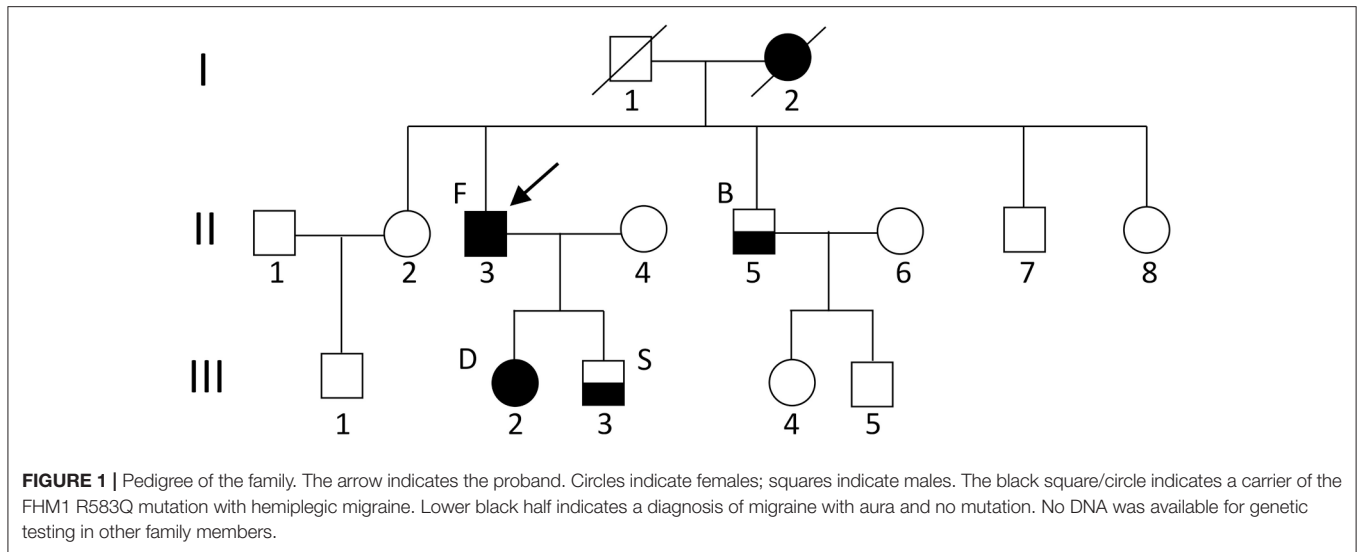 I
1 2
F B
II
1 2 3 4 5 6 7 8
D S
III
1 2 3 4 5
FIGURE 1 | Pedigree of the family. The arrow indicates the proband. Circles indicate females; squares indicate males. The black square/circle indicates a carrier of the
FHM1 R583Q mutation with hemiplegic migraine. Lower black half indicates a diagnosis of migraine with aura and no mutation. No DNA was available for genetic
testing in other family members.